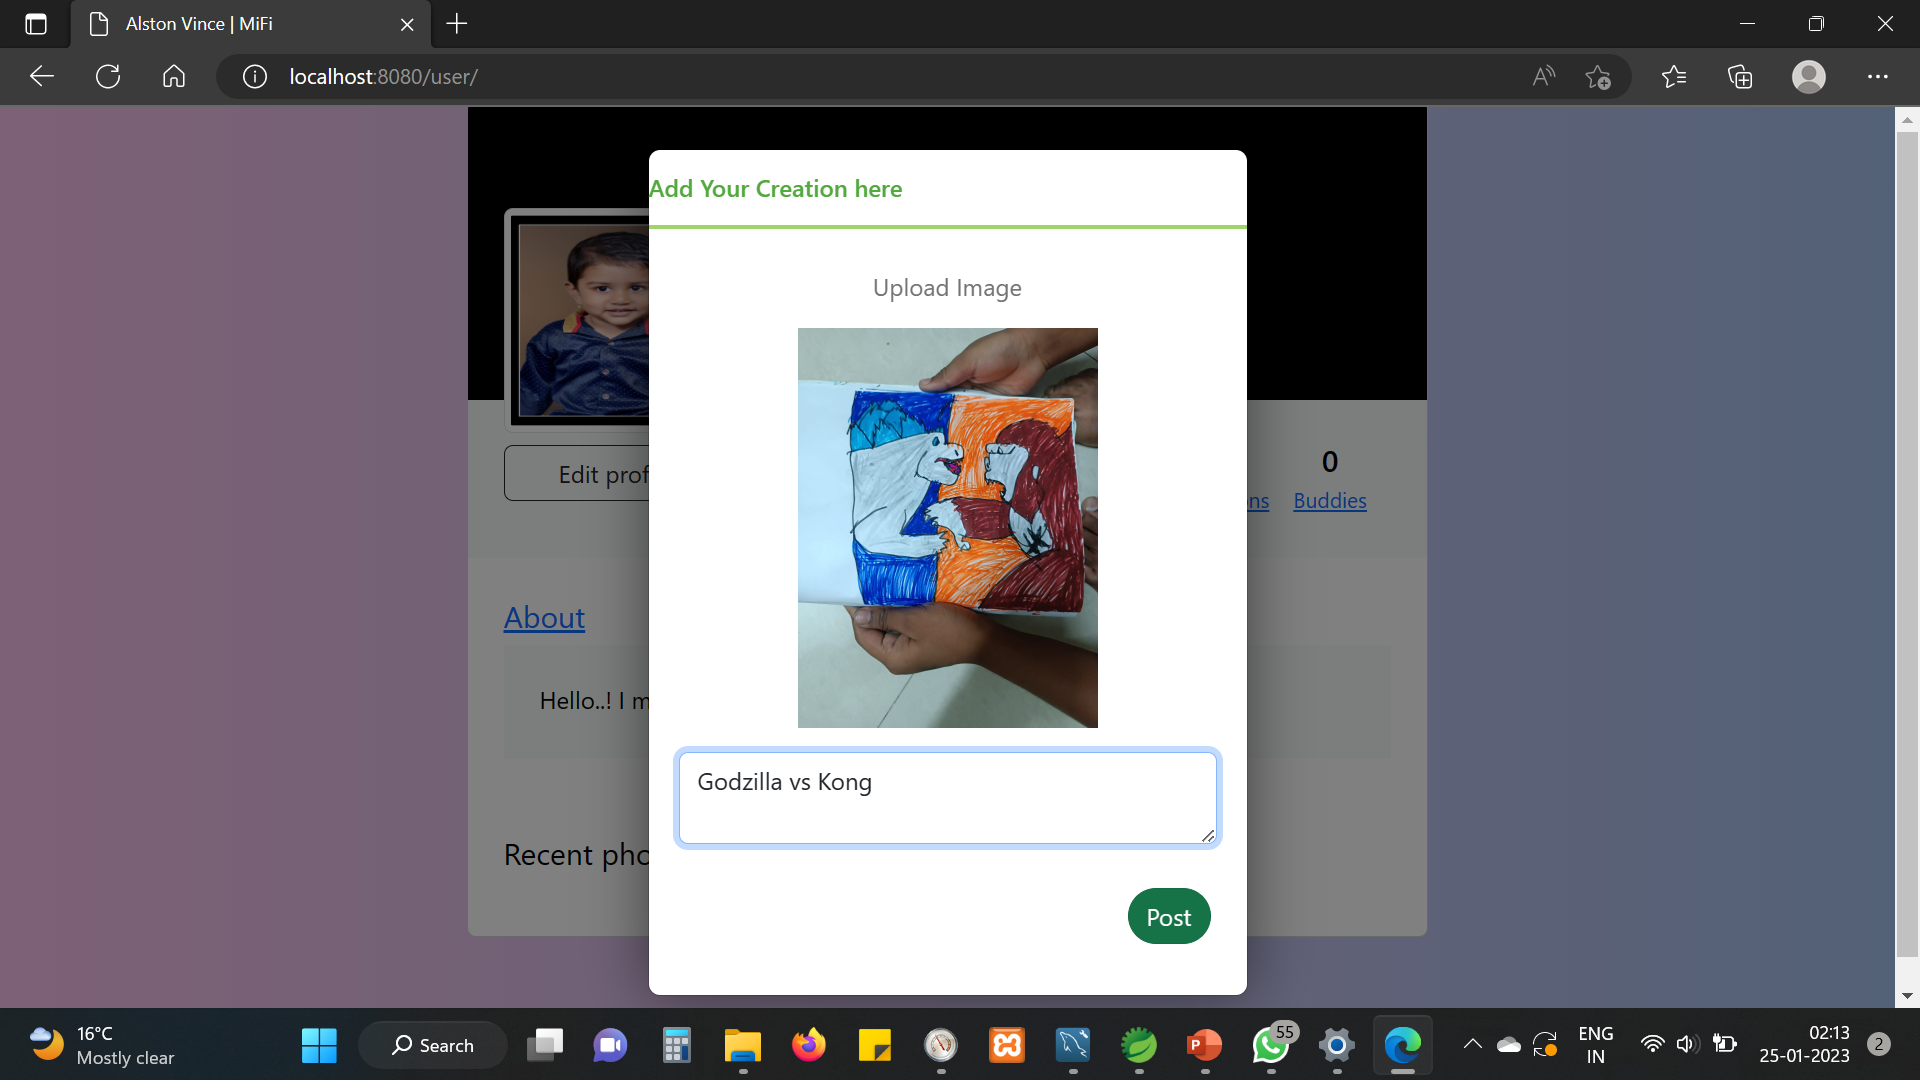 Alston Vince | MiFi
localhost:8080/user/
Add Your Creation here
Upload Image
Edit prof
0
ns
Buddies
About
Hello..! I m
Godzilla vs Kong
Recent pho
Post
16°C
Mostly clear
Search
P
55
ENG
IN
02:13
25-01-2023
2